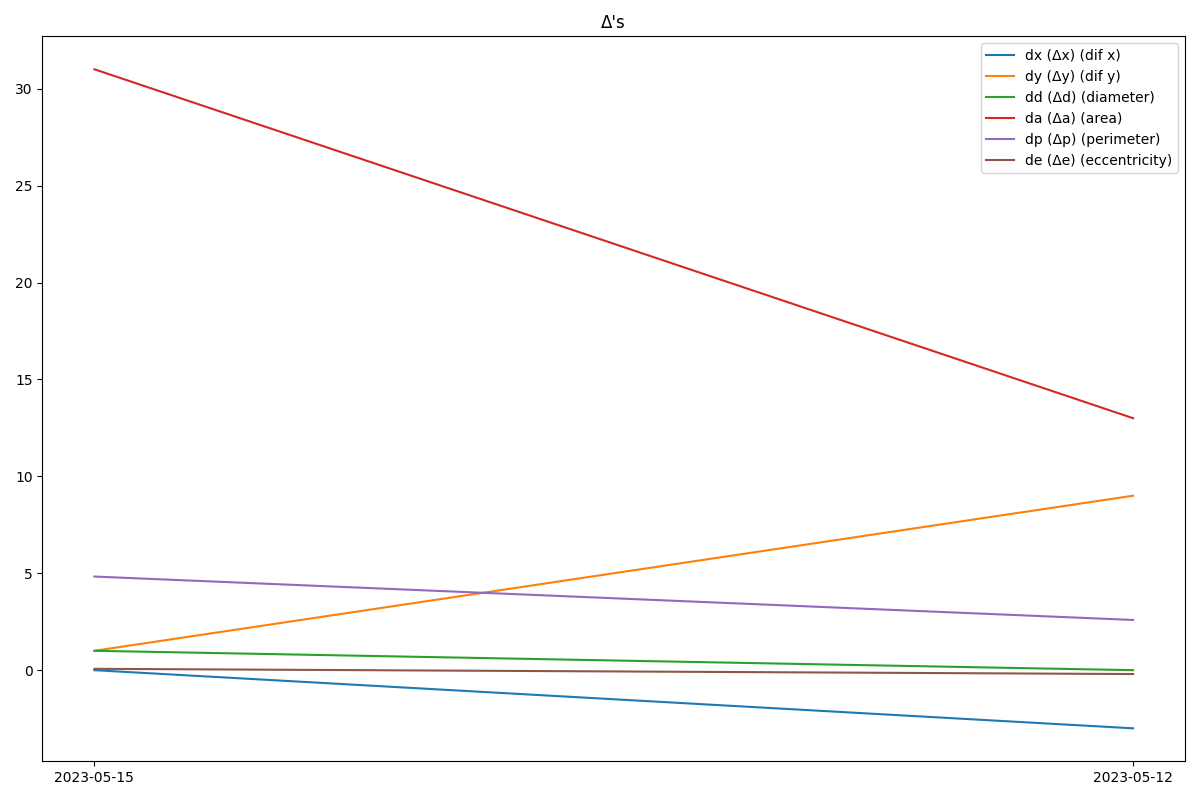 Δ's
dx (Δx) (dif x)
dy (Δy) (dif y)
dd (Δd) (diameter)
da (Δa) (area)
dp (Δp) (perimeter)
de (Δe) (eccentricity)
30
25
20
15
10
5
0
2023-05-15
2023-05-12